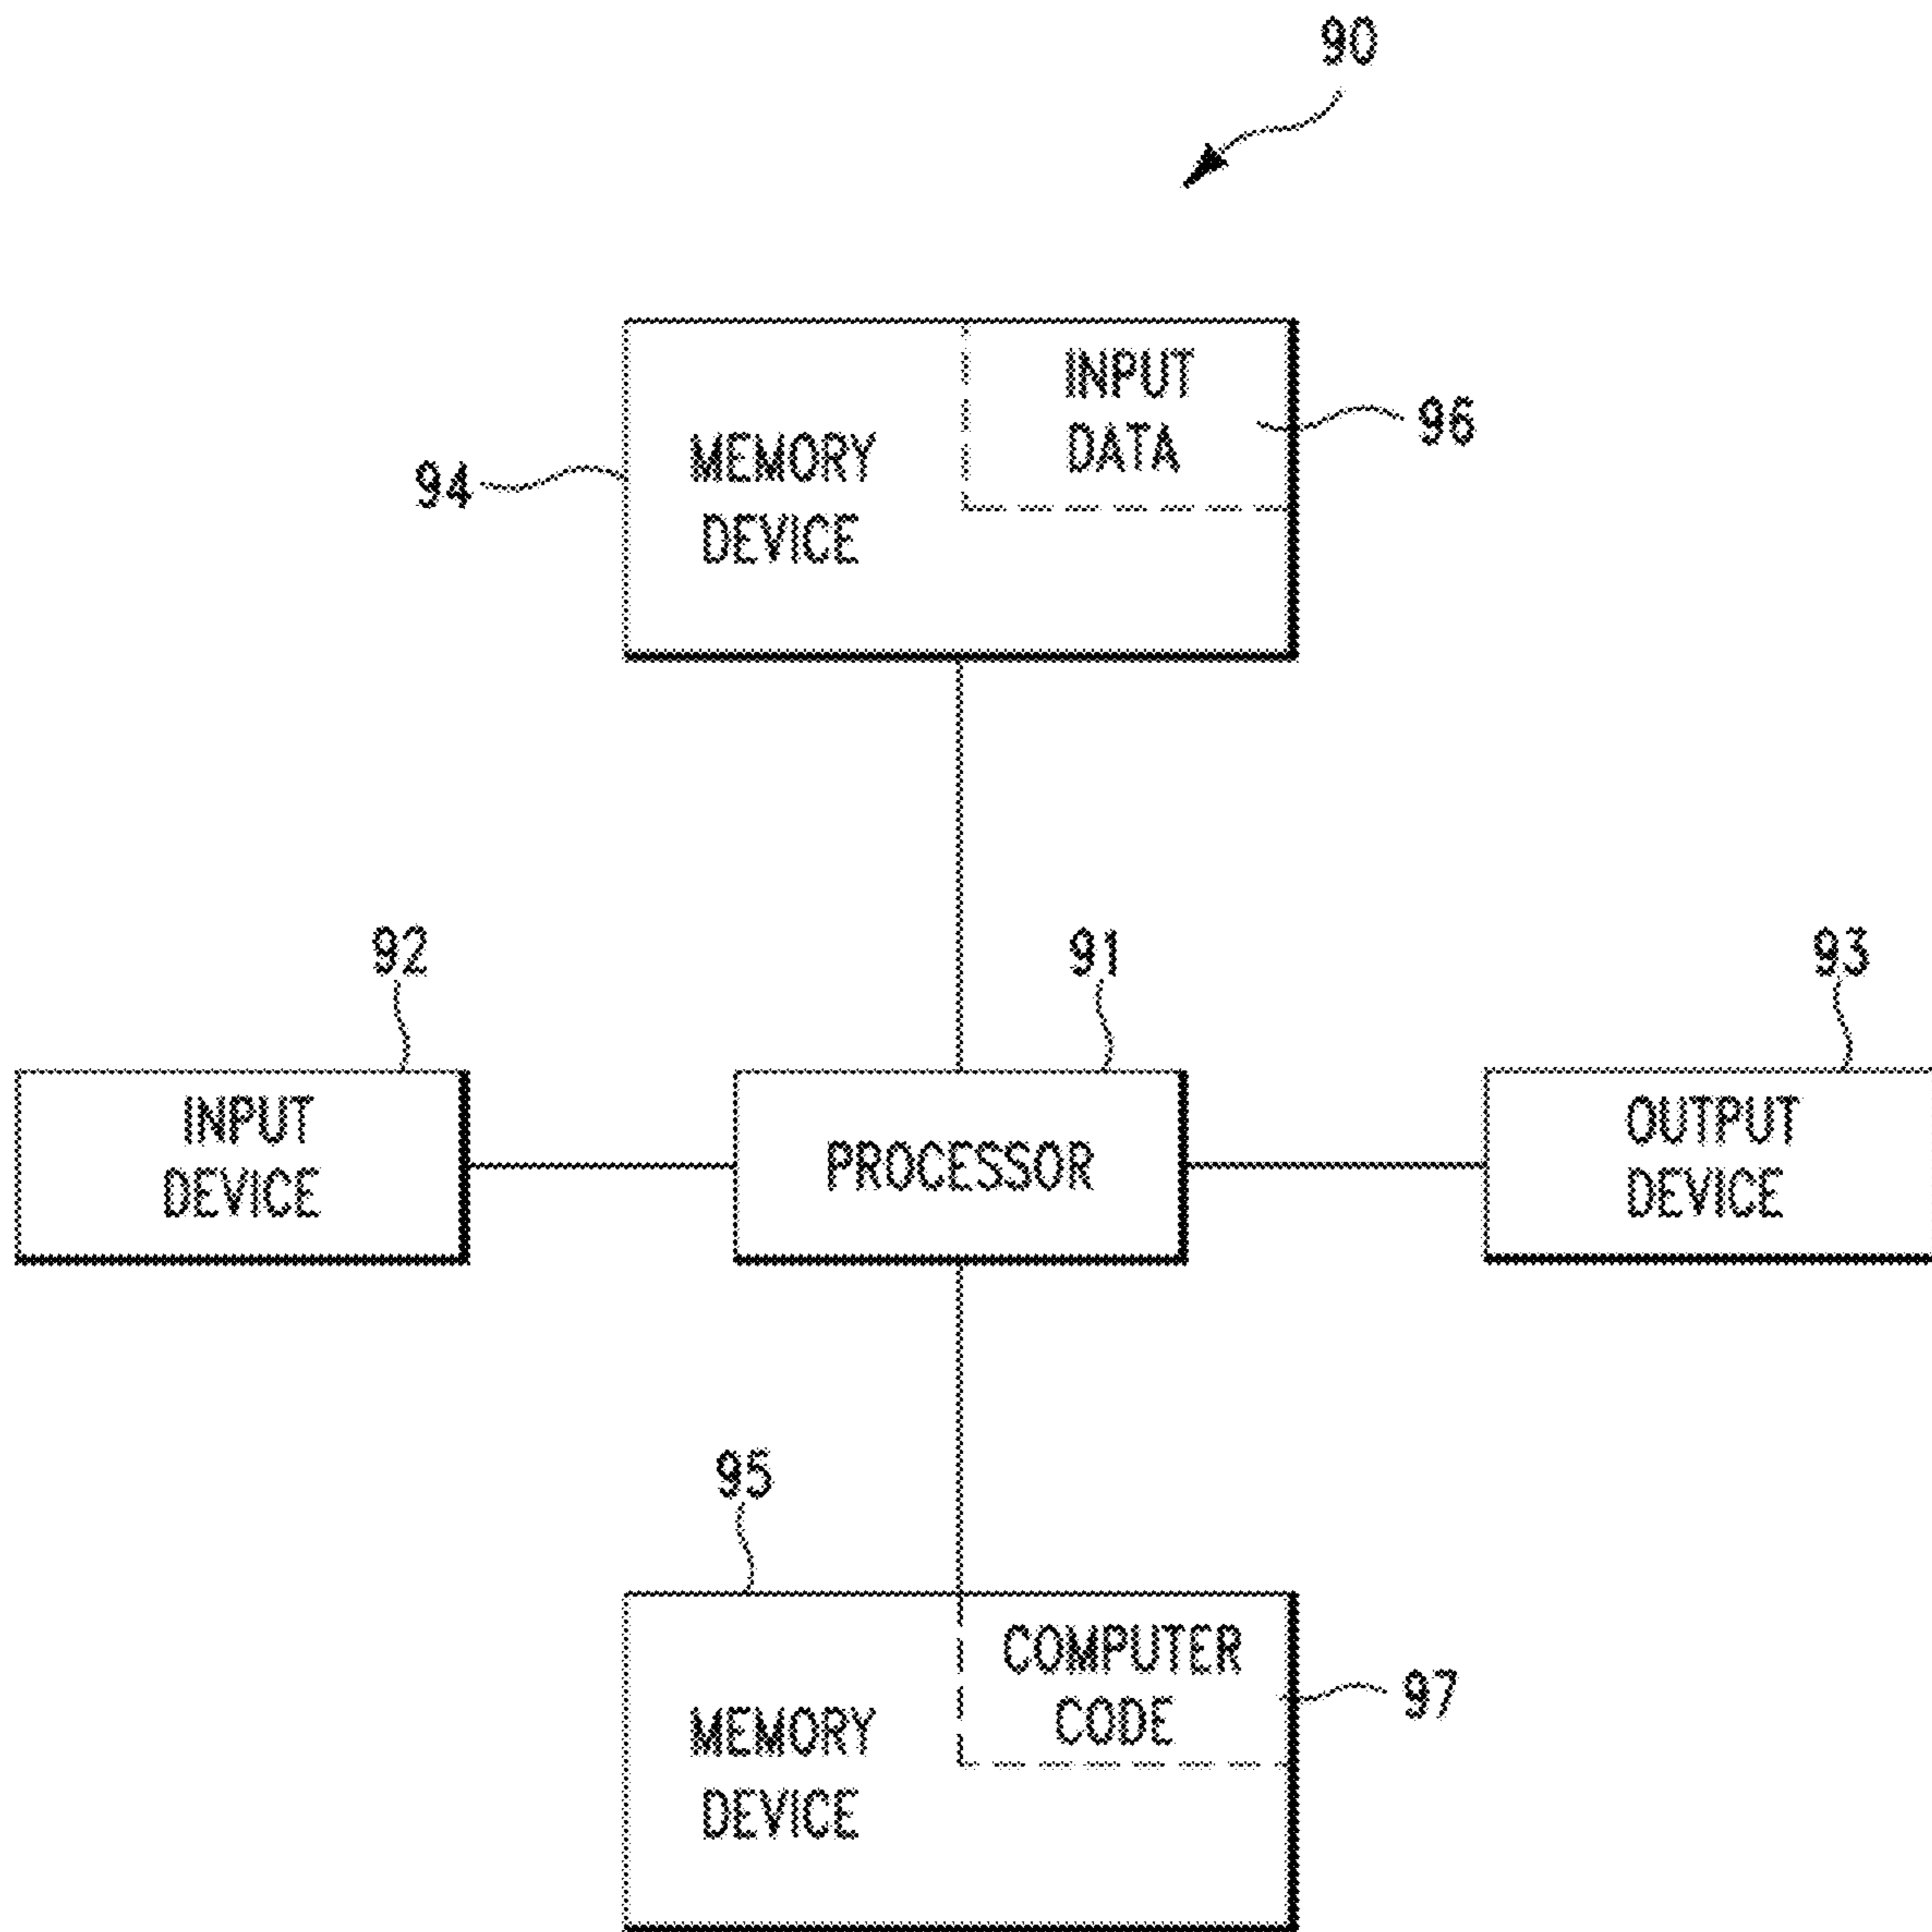 90
INPUT
DATA
96
MEMORY
DEVICE
94
92
91
93
INPUT
DEVICE
PROCESSOR
OUTPUT
DEVICE
95
COMPUTER
CODE
97
MEMORY
DEVICE